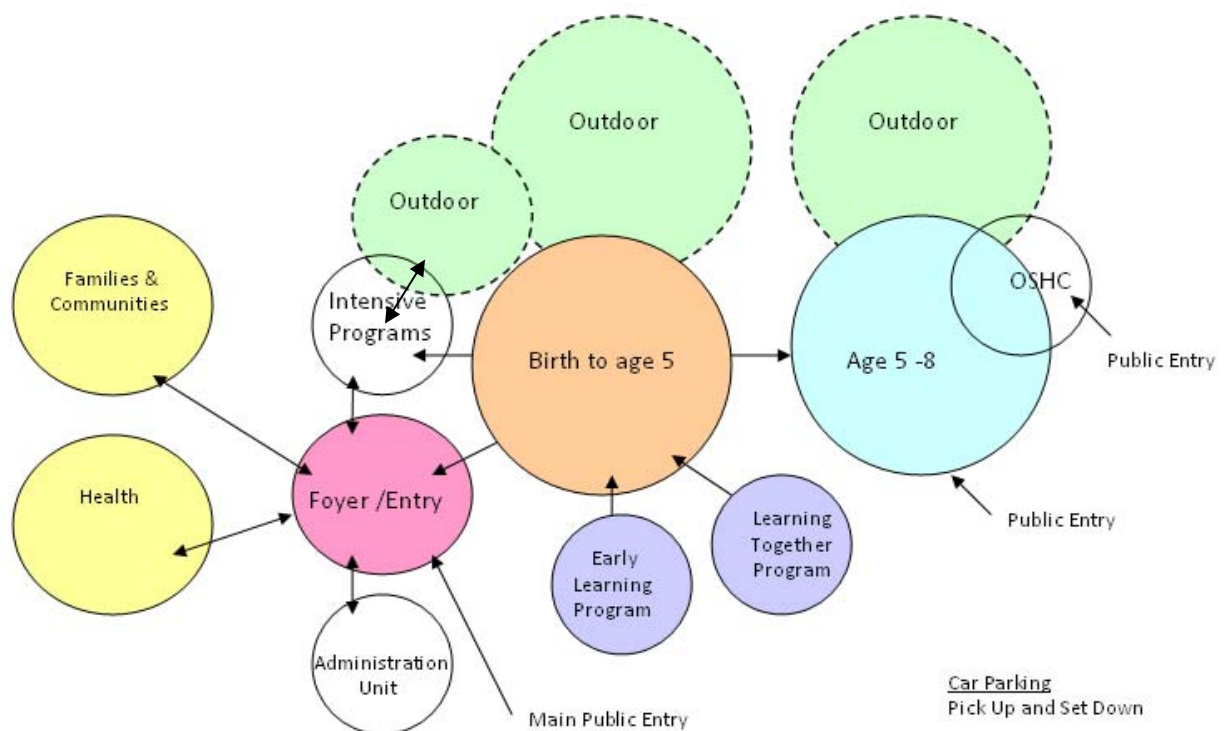 Outdoor
Outdoor
Outdoor
Families &
Communities
Intensive
Programs
OSHC
Birth to age 5
Age 5 -8
Public Entry
Health
Foyer /Entry
Learning
Together
Program
Public Entry
Early
Learning
Program
Administration
Unit
Main Public Entry
Car Parking
Pick Up and Set Down